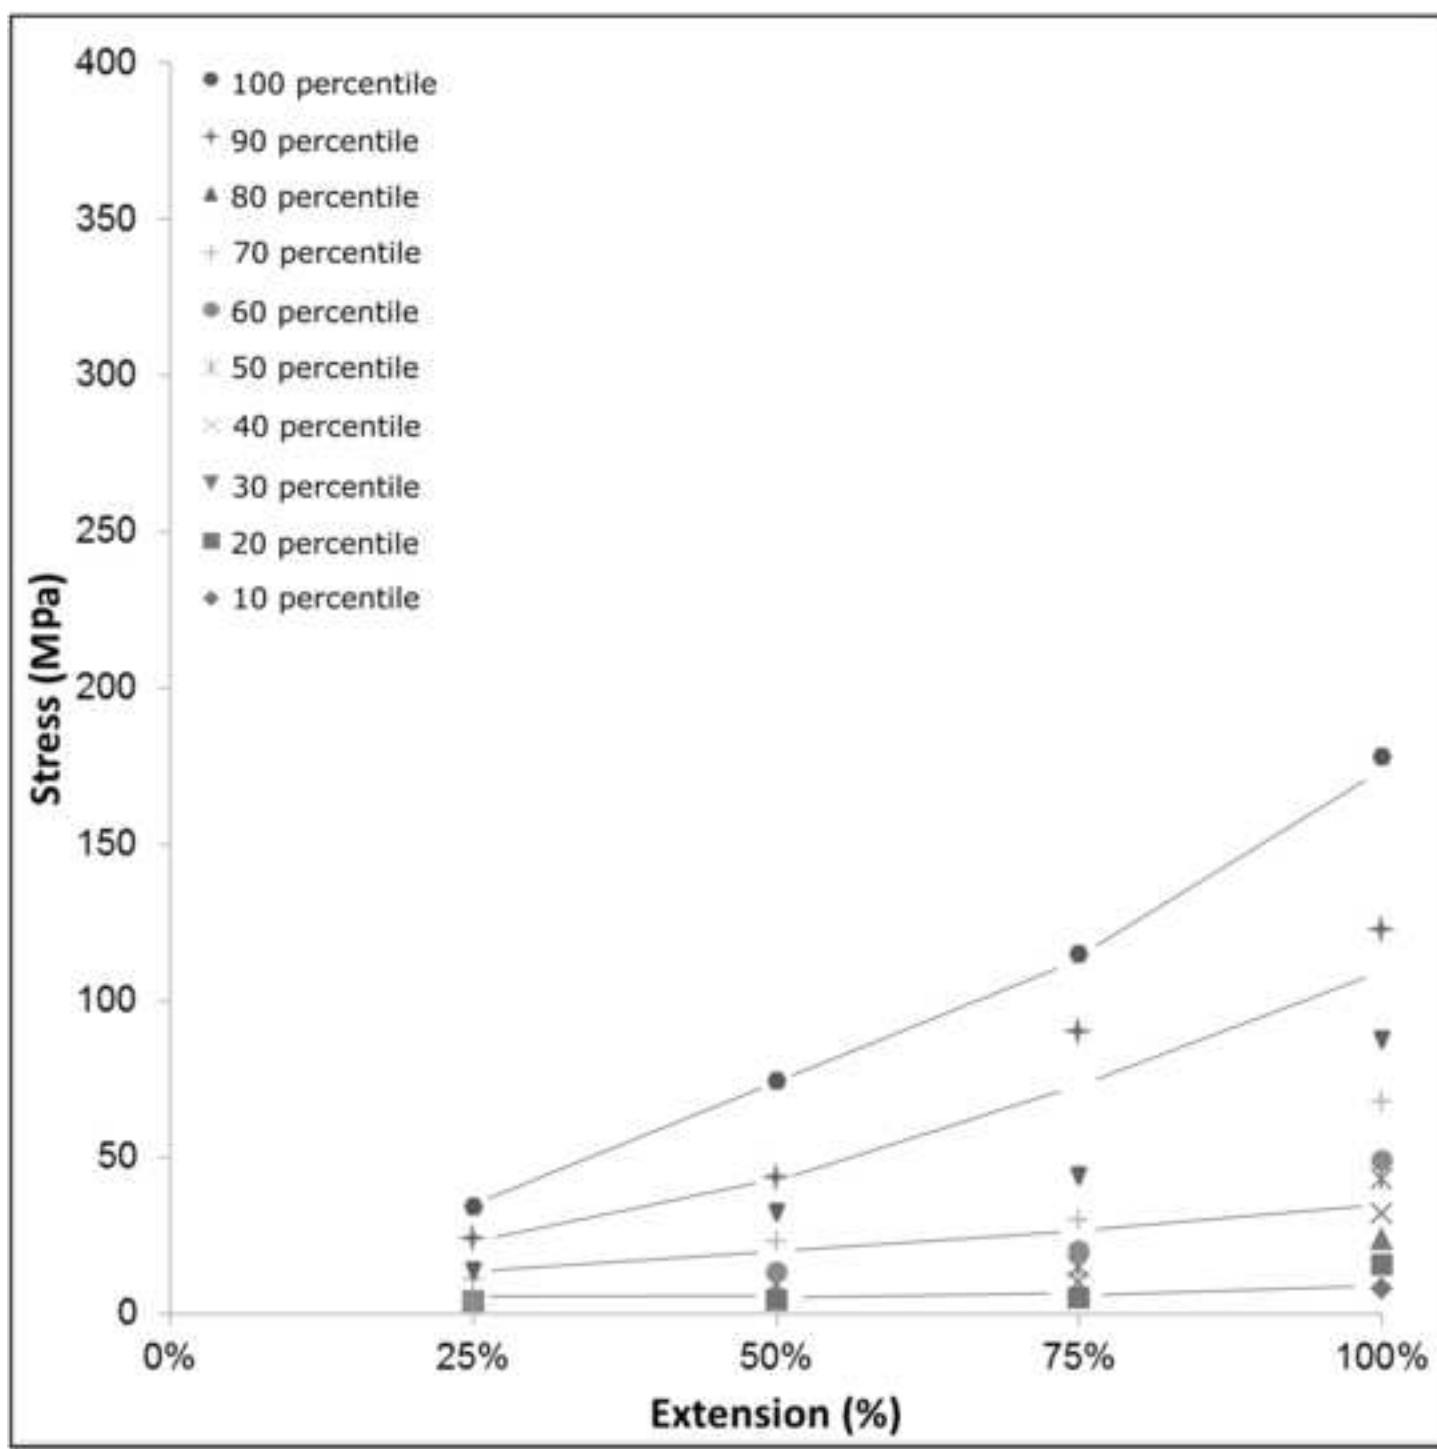 400
350
300
250
200
150
100
50
0
Stress (MPa)
100 percentile
90 percentile
80 percentile
70 percentile
60 percentile
50 percentile
40 percentile
30 percentile
20 percentile
10 percentile
0%
25%
50%
75%
100%
Extension (%)